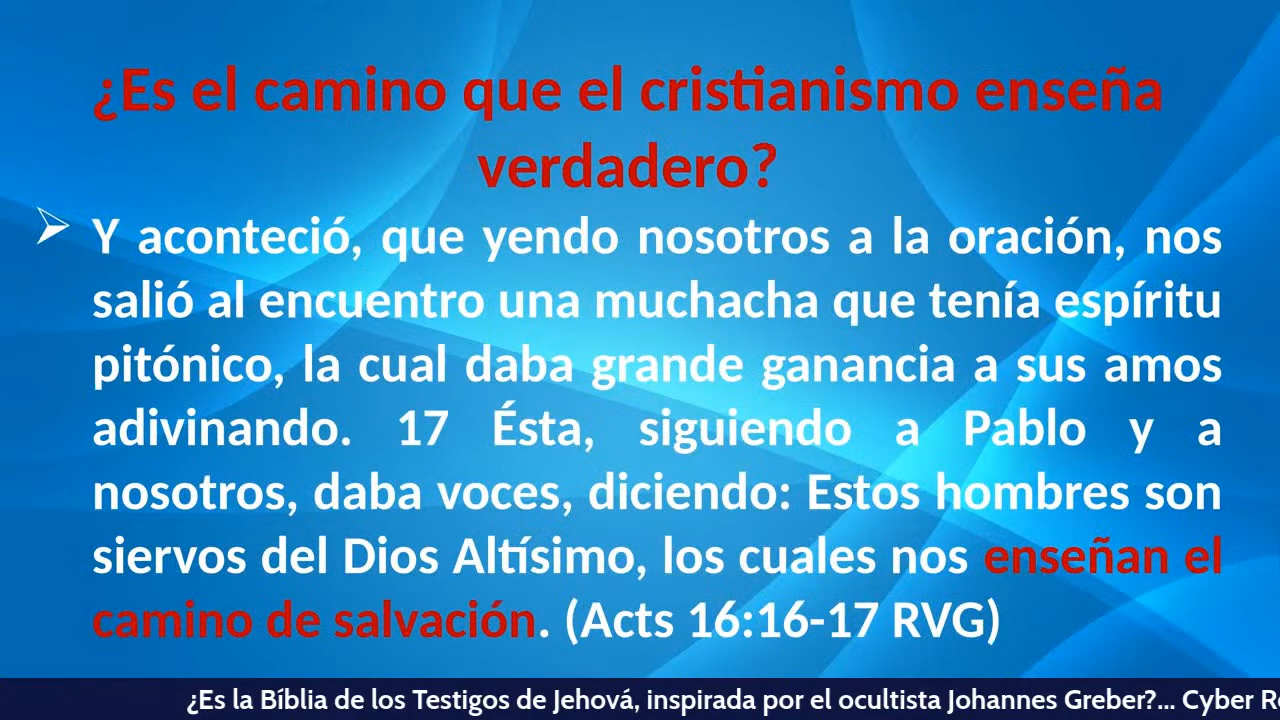 ¿Es el camino que el cristianismo enseña
verdadero?
Y aconteció, que yendo nosotros a la oración, nos
salió al encuentro una muchacha que tenía espíritu
pitónico, la cual daba grande ganancia a sus amos
adivinando. 17 Ésta, siguiendo a Pablo y a
nosotros, daba voces, diciendo: Estos hombres son
siervos del Dios Altísimo, los cuales nos enseñan el
camino de salvación. (Acts 16:16-17 RVG)
¿Es la Bíblia de los Testigos de Jehová, inspirada por el ocultista Johannes Greber?... Cyber